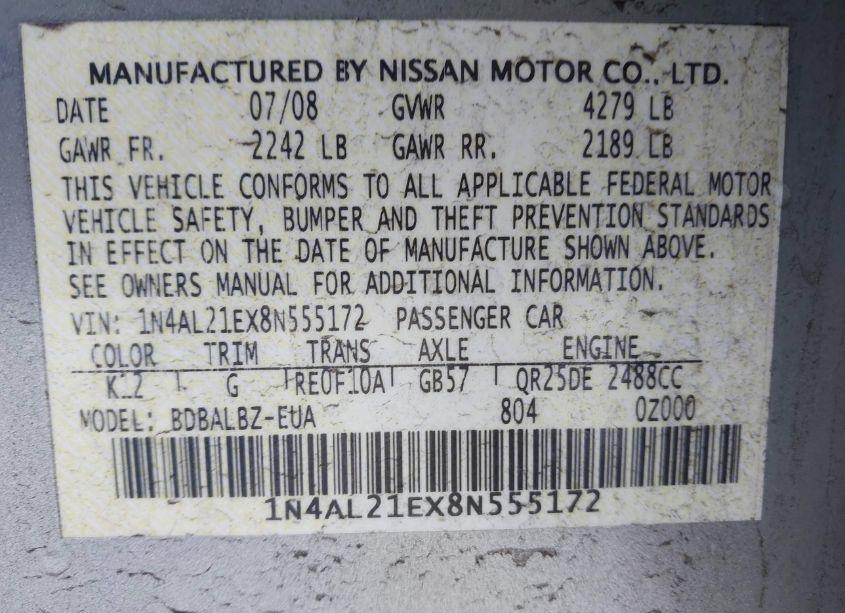 MANUFACTURED BY NISSAN MOTOR CO., LTD.
DATE 07/08 GVWR 4279 LB
GAWR FR. 2242 LB GAWR RR. 2189 LB
THIS VEHICLE CONFORMS TO ALL APPLICABLE FEDERAL MOTOR
VEHICLE SAFETY, BUMPER AND THEFT PREVENTION STANDARDS
IN EFFECT ON THE DATE OF MANUFACTURE SHOWN ABOVE.
SEE OWNERS MANUAL FOR ADDITIONAL INFORMATION.
VIN: 1N4AL21EX8N555172 PASSENGER CAR
COLOR TRIM TRANS AXLE ENGINE
K12 G RE0F10A GB57 QR25DE 2488CC
MODEL: BDBALBZ-EUA 804 0Z000
1N4AL21EX8N555172